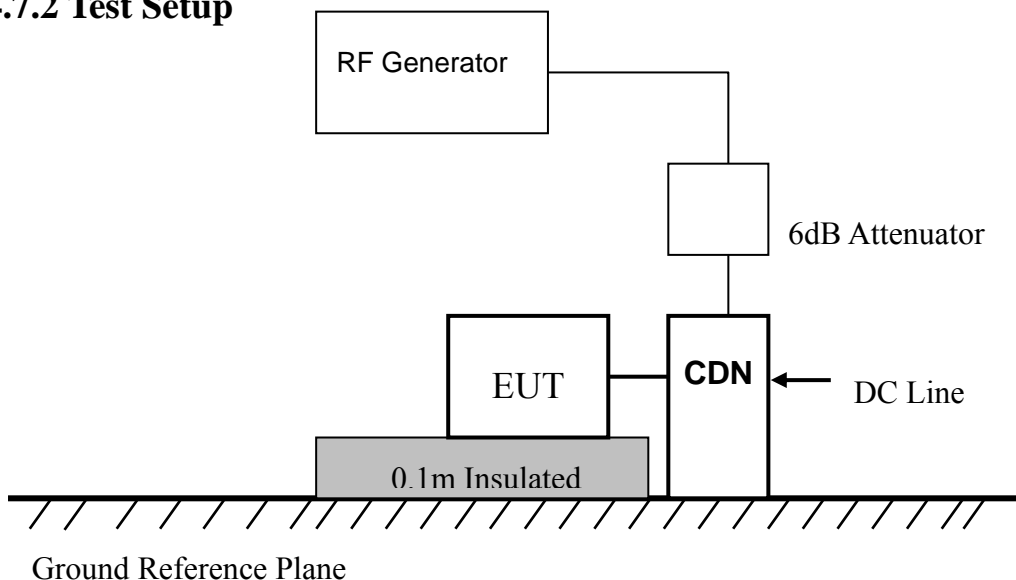 .7.2 Test Setup
RF Generator
6dB Attenuator
EUT
CDN
DC Line
0.1m Insulated
Ground Reference Plane